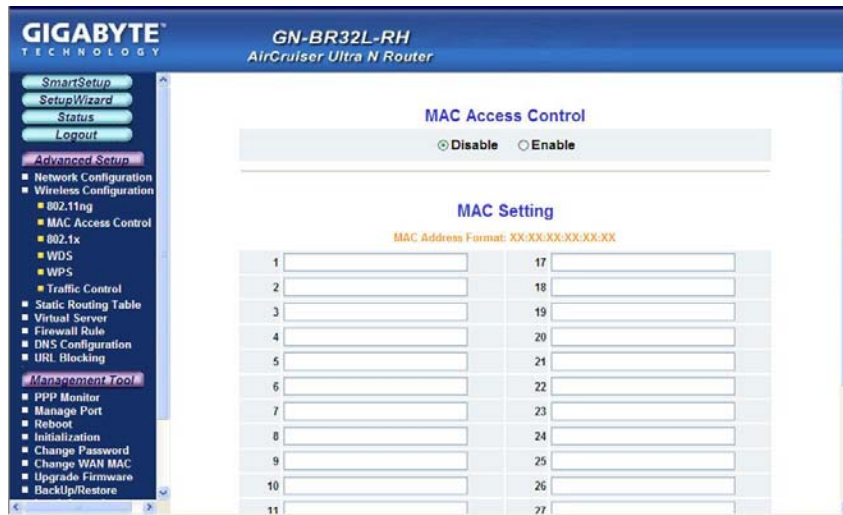 GIGABYTE™
TECHNOLOGY
GN-BR32L-RH
AirCruiser Ultra N Router
SmartSetup
SetupWizard
Status
Logout
Advanced Setup
Network Configuration
Wireless Configuration
802.11ng
MAC Access Control
802.1x
WDS
WPS
Traffic Control
Static Routing Table
Virtual Server
Firewall Rule
DNS Configuration
URL Blocking
Management Tool
PPP Monitor
Manage Port
Reboot
Initialization
Change Password
Change WAN MAC
Upgrade Firmware
BackUp/Restore
MAC Access Control
Disable Enable
MAC Setting
MAC Address Format: XX:XX:XX:XX:XX:XX
1 17
2 18
3 19
4 20
5 21
6 22
7 23
8 24
9 25
10 26
11 27